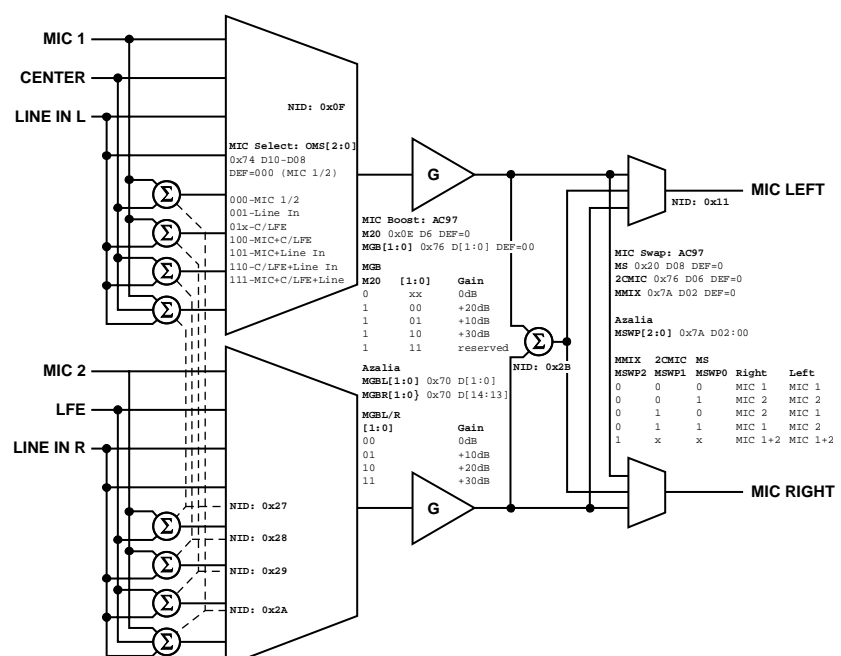 MIC 1
CENTER
LINE IN L
NID: 0x0F
MIC Select: OMS[2:0]
0x74 D10-D08
DEF=000 (MIC 1/2)
000-MIC 1/2
001-Line In
01x-C/LFE
100-MIC+C/LFE
101-MIC+Line In
110-C/LFE+Line In
111-MIC+C/LFE+Line
Σ
Σ
Σ
Σ
G
MIC Boost: AC97
M20 0x0E D6 DEF=0
MGB[1:0] 0x76 D[1:0] DEF=00
MGB
M20 [1:0] Gain
0 xx 0dB
1 00 +20dB
1 01 +10dB
1 10 +30dB
1 11 reserved
Azalia
MGBL[1:0] 0x70 D[1:0]
MGBR[1:0} 0x70 D[14:13]
MGBL/R
[1:0] Gain
00 0dB
01 +10dB
10 +20dB
11 +30dB
Σ
NID: 0x2B
MIC LEFT
NID: 0x11
MIC Swap: AC97
MS 0x20 D08 DEF=0
2CMIC 0x76 D06 DEF=0
MMIX 0x7A D02 DEF=0
Azalia
MSWP[2:0] 0x7A D02:00
MMIX 2CMIC MS
MSWP2 MSWP1 MSWP0 Right Left
0 0 0 MIC 1 MIC 1
0 0 1 MIC 2 MIC 2
0 1 0 MIC 2 MIC 1
0 1 1 MIC 1 MIC 2
1 x x MIC 1+2 MIC 1+2
MIC 2
LFE
LINE IN R
NID: 0x27
NID: 0x28
NID: 0x29
NID: 0x2A
Σ
Σ
Σ
Σ
G
MIC RIGHT